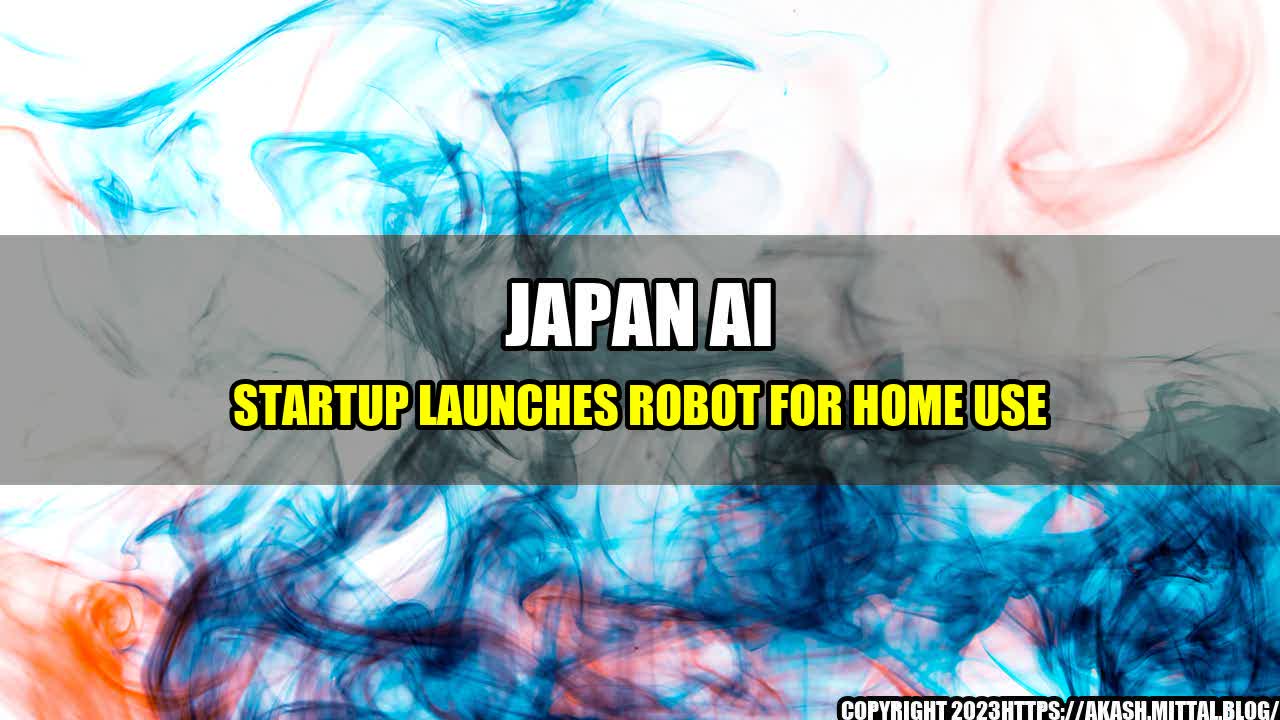 JAPAN AI
STARTUP LAUNCHES ROBOT FOR HOME USE
COPYRIGHT 2023HTTPS://AKASH.MITTAL.BLOG/